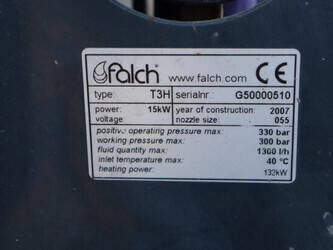 falch www.falch.com CE
type: T3H serialnr.: G50000510
power: 15kW year of construction: 2007
voltage: nozzle size: 055
positive operating pressure max: 330 bar
working pressure max: 300 bar
fluid quantity max: 1300 l/h
inlet temperature max: 40 °C
heating power: 132kW